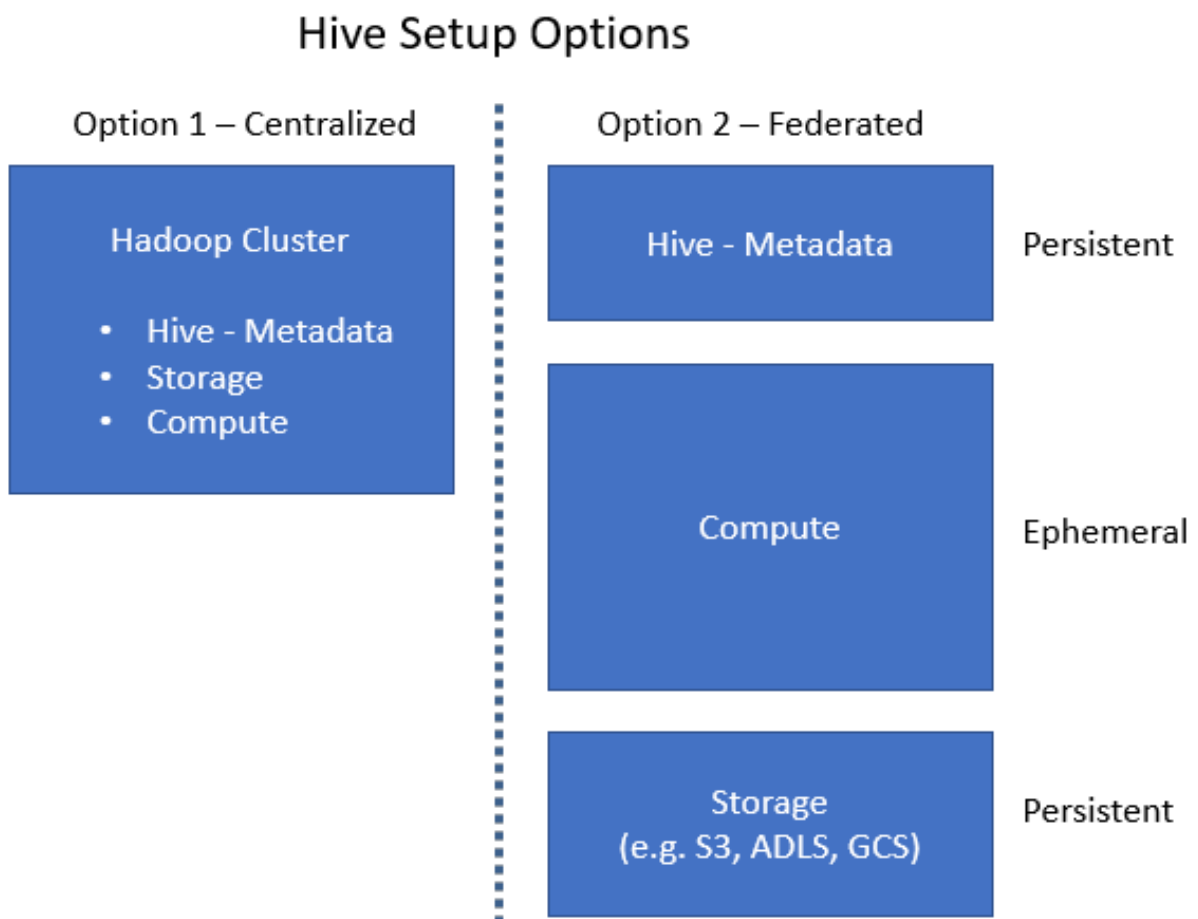 Hive Setup Options
Option 1 – Centralized
Hadoop Cluster
• Hive - Metadata
• Storage
• Compute
Option 2 – Federated
Hive - Metadata
Persistent
Compute
Ephemeral
Storage
(e.g. S3, ADLS, GCS)
Persistent